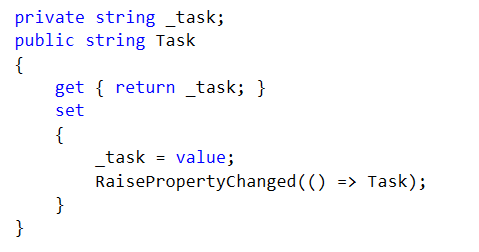 private string _task;
public string Task
{
    get { return _task; }
    set
    {
        _task = value;
        RaisePropertyChanged(() => Task);
    }
}